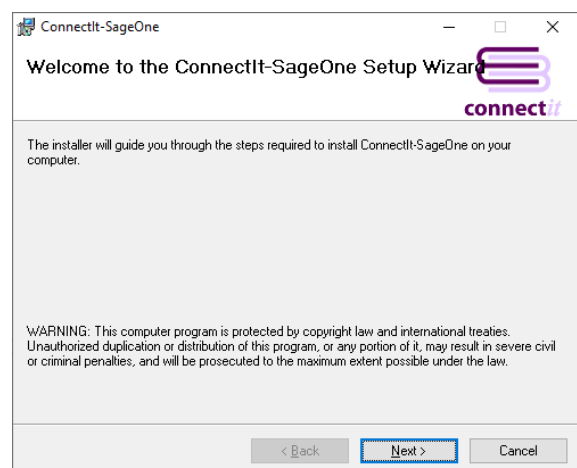 ConnectIt-SageOne
Welcome to the ConnectIt-SageOne Setup Wizard
connectit
The installer will guide you through the steps required to install ConnectIt-SageOne on your
computer.
WARNING: This computer program is protected by copyright law and international treaties.
Unauthorized duplication or distribution of this program, or any portion of it, may result in severe civil
or criminal penalties, and will be prosecuted to the maximum extent possible under the law.
< Back
Next >
Cancel